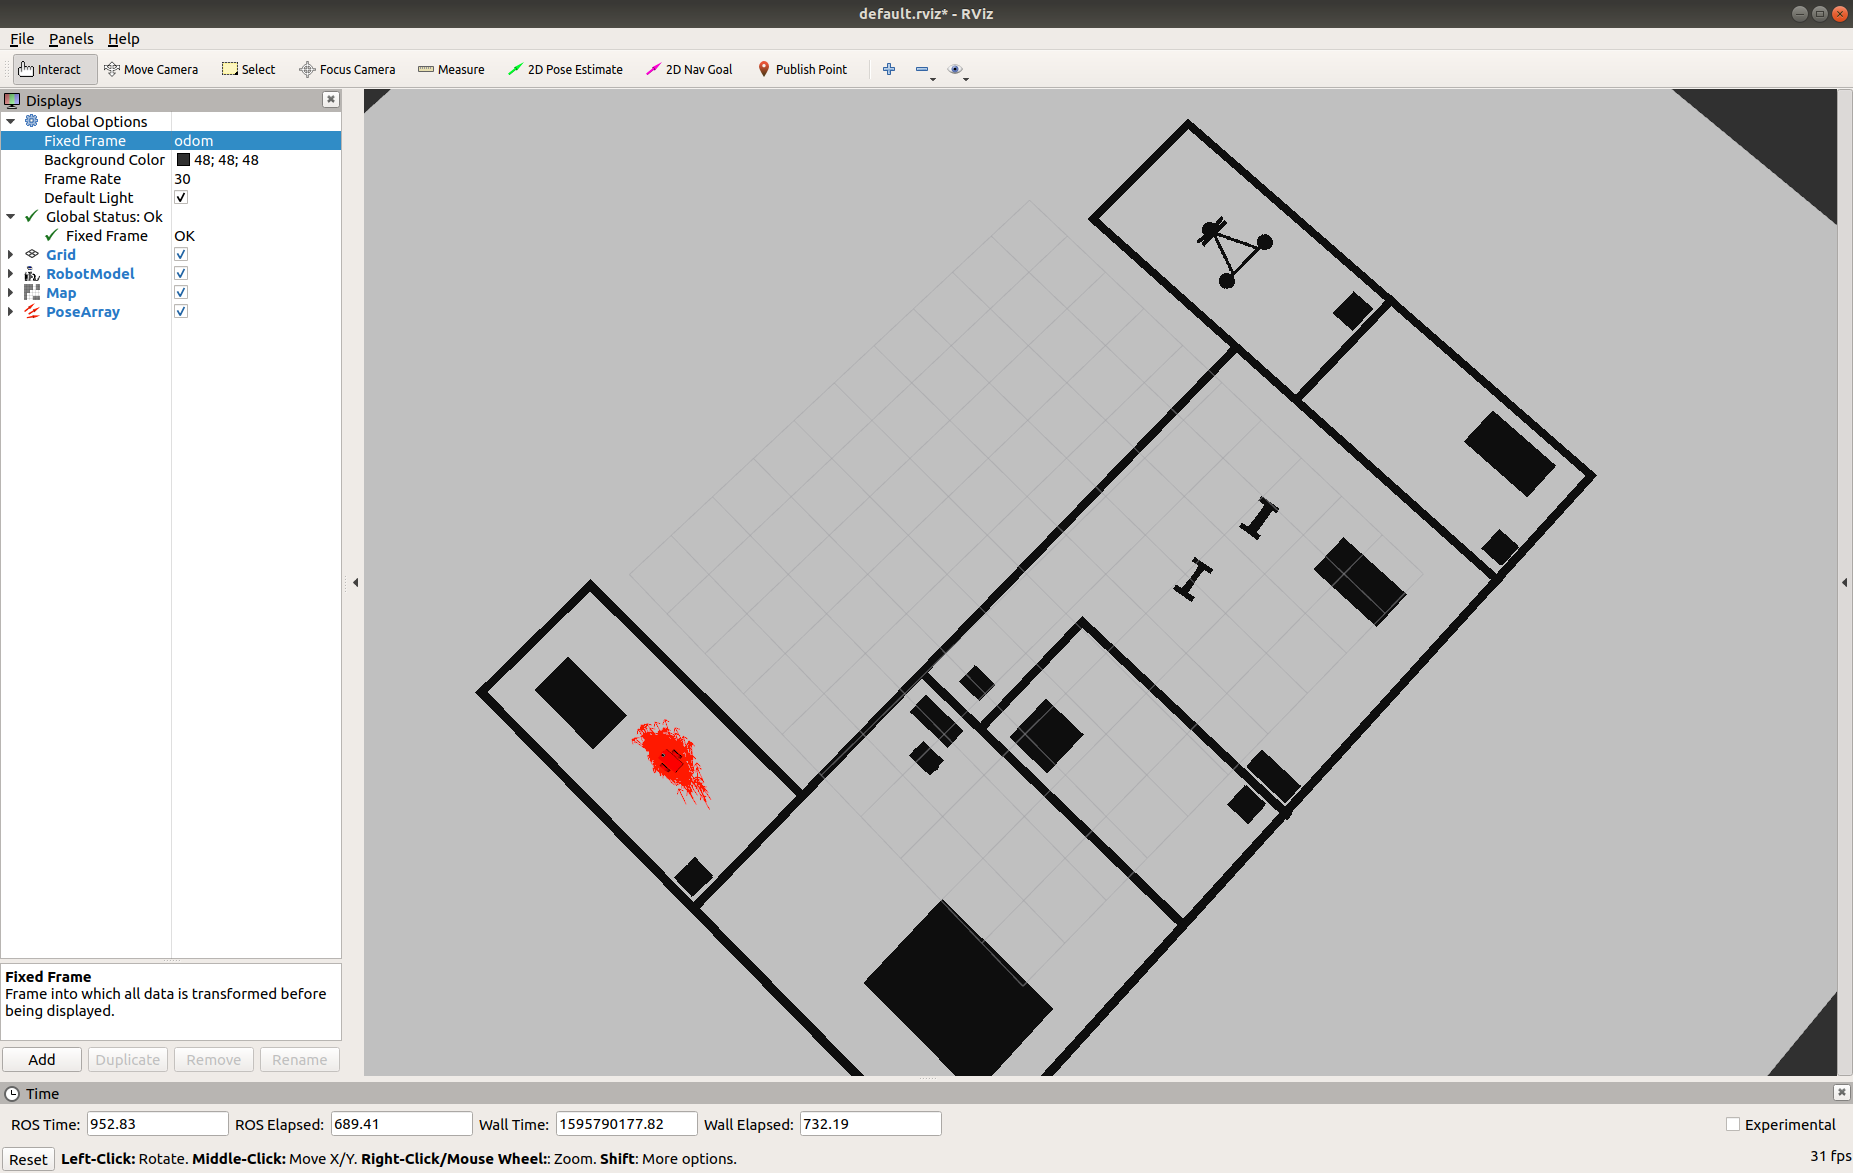 default.rviz* - RViz
File Panels Help
Interact Move Camera Select Focus Camera Measure 2D Pose Estimate 2D Nav Goal Publish Point
Displays
Global Options
Fixed Frame odom
Background Color 48; 48; 48
Frame Rate 30
Default Light
Global Status: Ok
Fixed Frame OK
Grid
RobotModel
Map
PoseArray
Fixed Frame
Frame into which all data is transformed before
being displayed.
Add Duplicate Remove Rename
Time
ROS Time: 952.83 ROS Elapsed: 689.41 Wall Time: 1595790177.82 Wall Elapsed: 732.19 Experimental
Reset Left-Click: Rotate. Middle-Click: Move X/Y. Right-Click/Mouse Wheel:: Zoom. Shift: More options. 31 fps